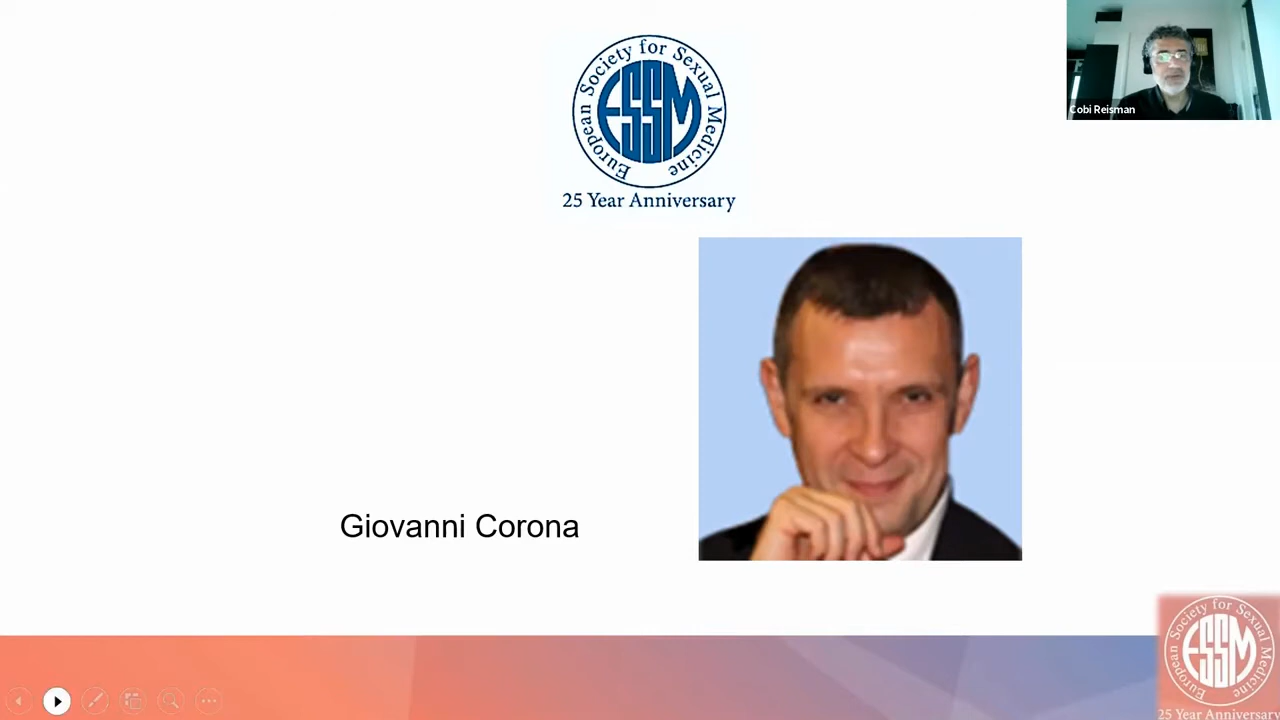 European Society for Sexual Medicine
ESSM
25 Year Anniversary
Cobi Reisman
Giovanni Corona
European Society for Sexual Medicine
ESSM
25 Year Anniversary